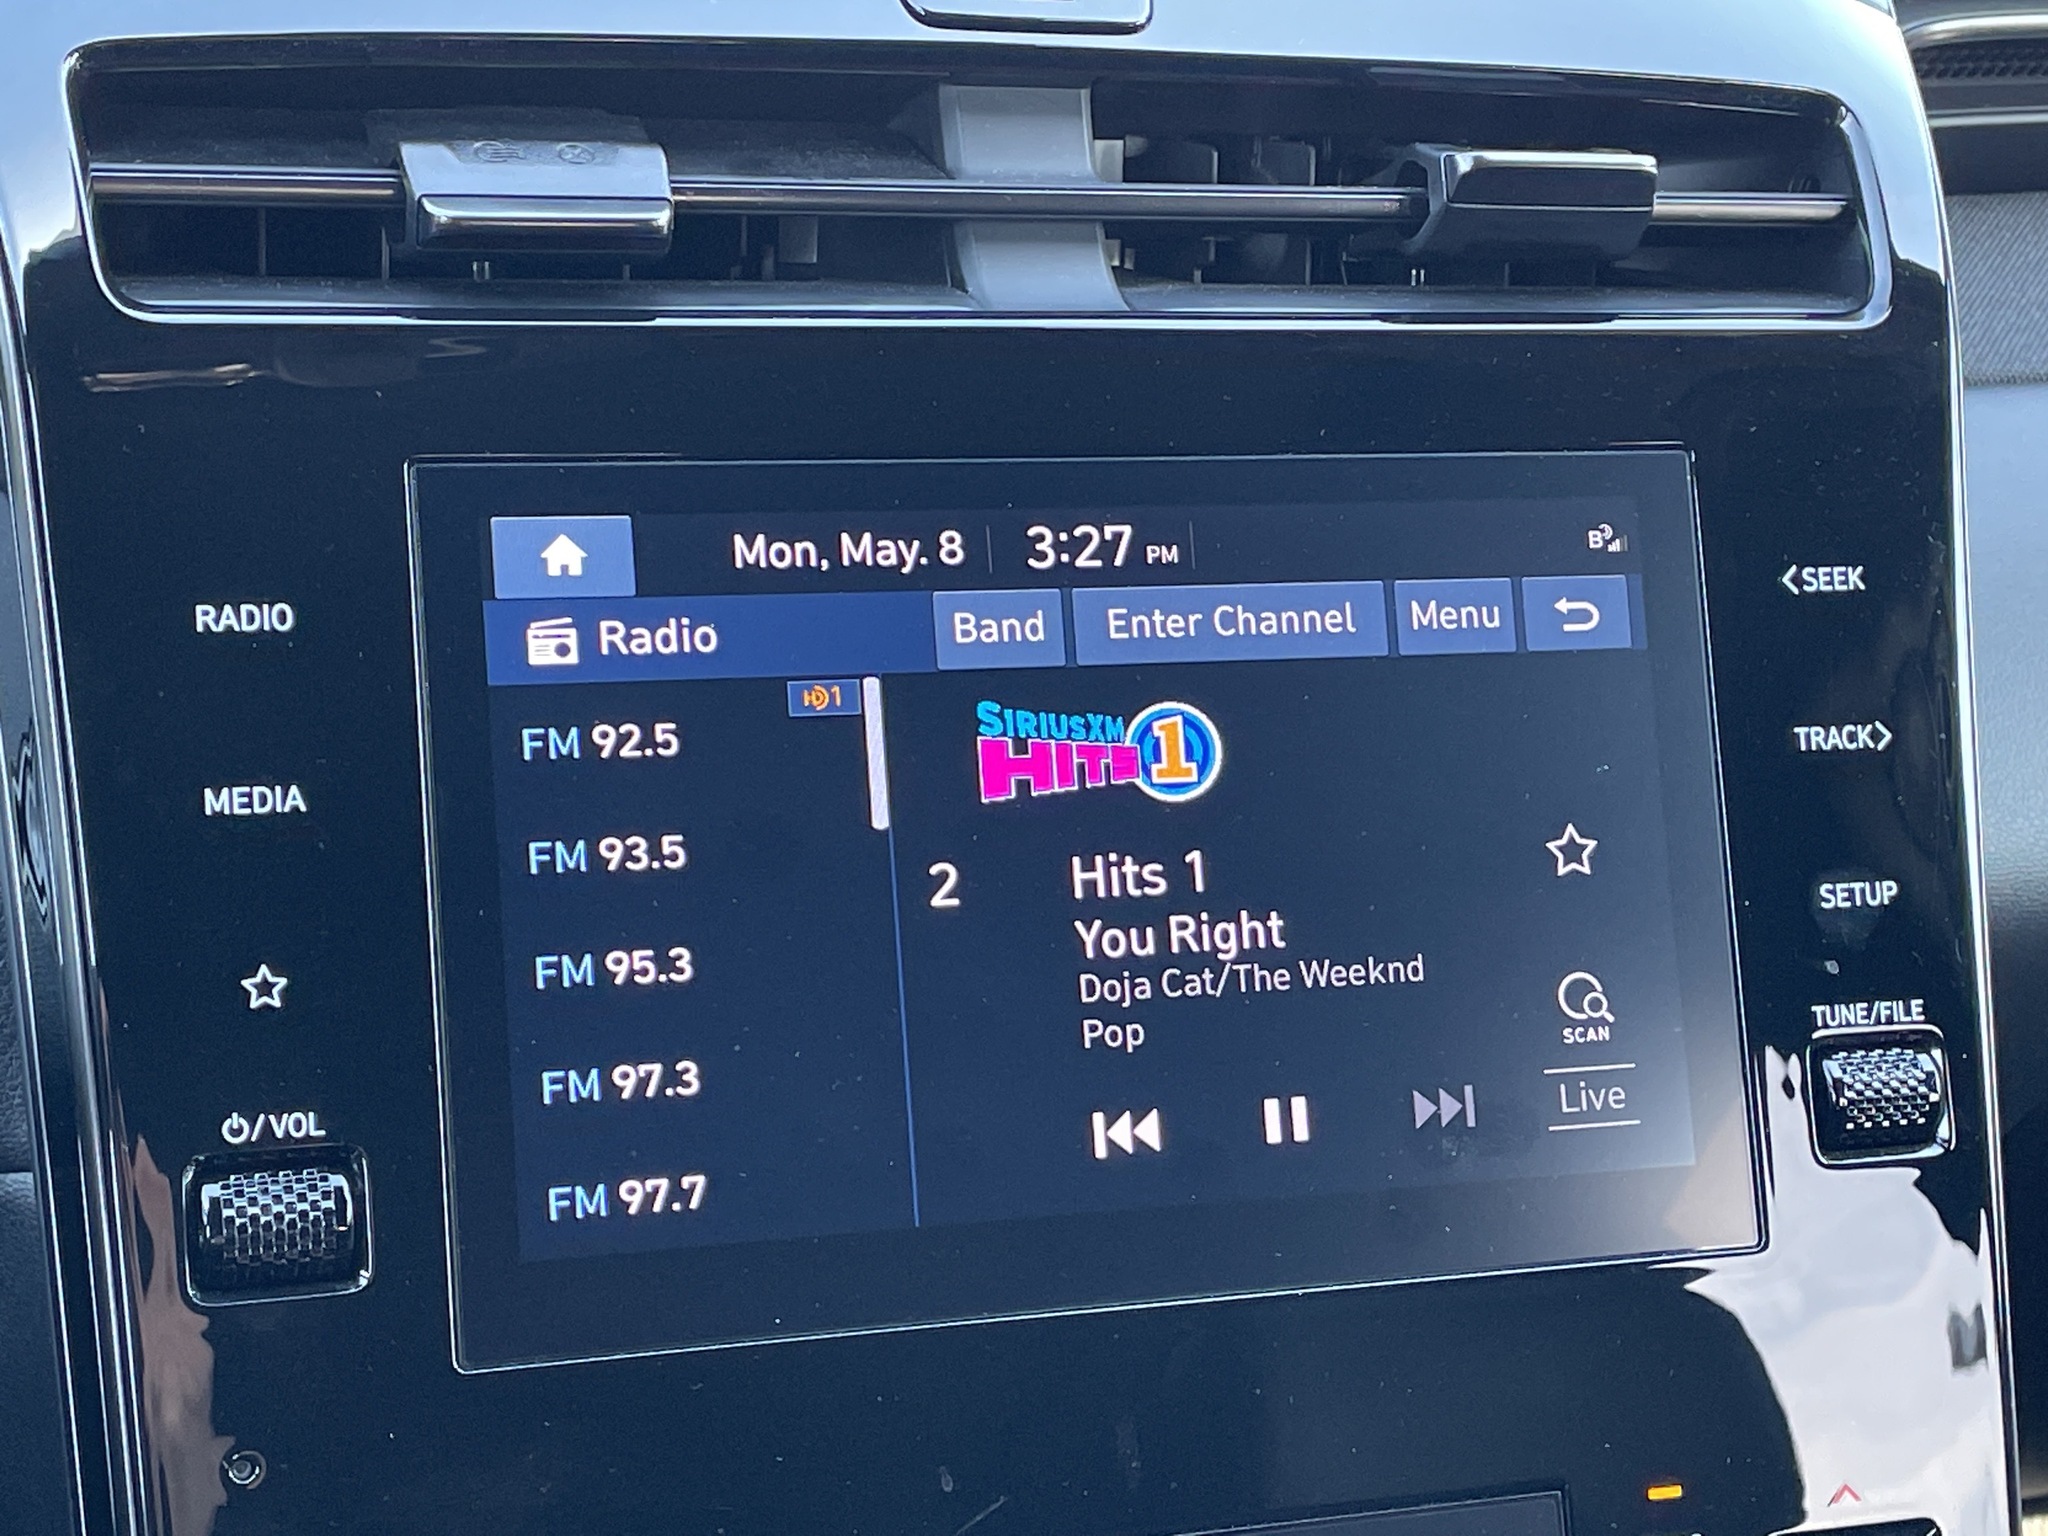 Mon, May. 8 3:27 PM
B
Radio Band Enter Channel Menu
HD1
FM 92.5
FM 93.5
FM 95.3
FM 97.3
FM 97.7
SIRIUSXM
HITS 1
2 Hits 1
You Right
Doja Cat/The Weeknd
Pop
SCAN
Live
RADIO
MEDIA
/VOL
<SEEK
TRACK>
SETUP
TUNE/FILE